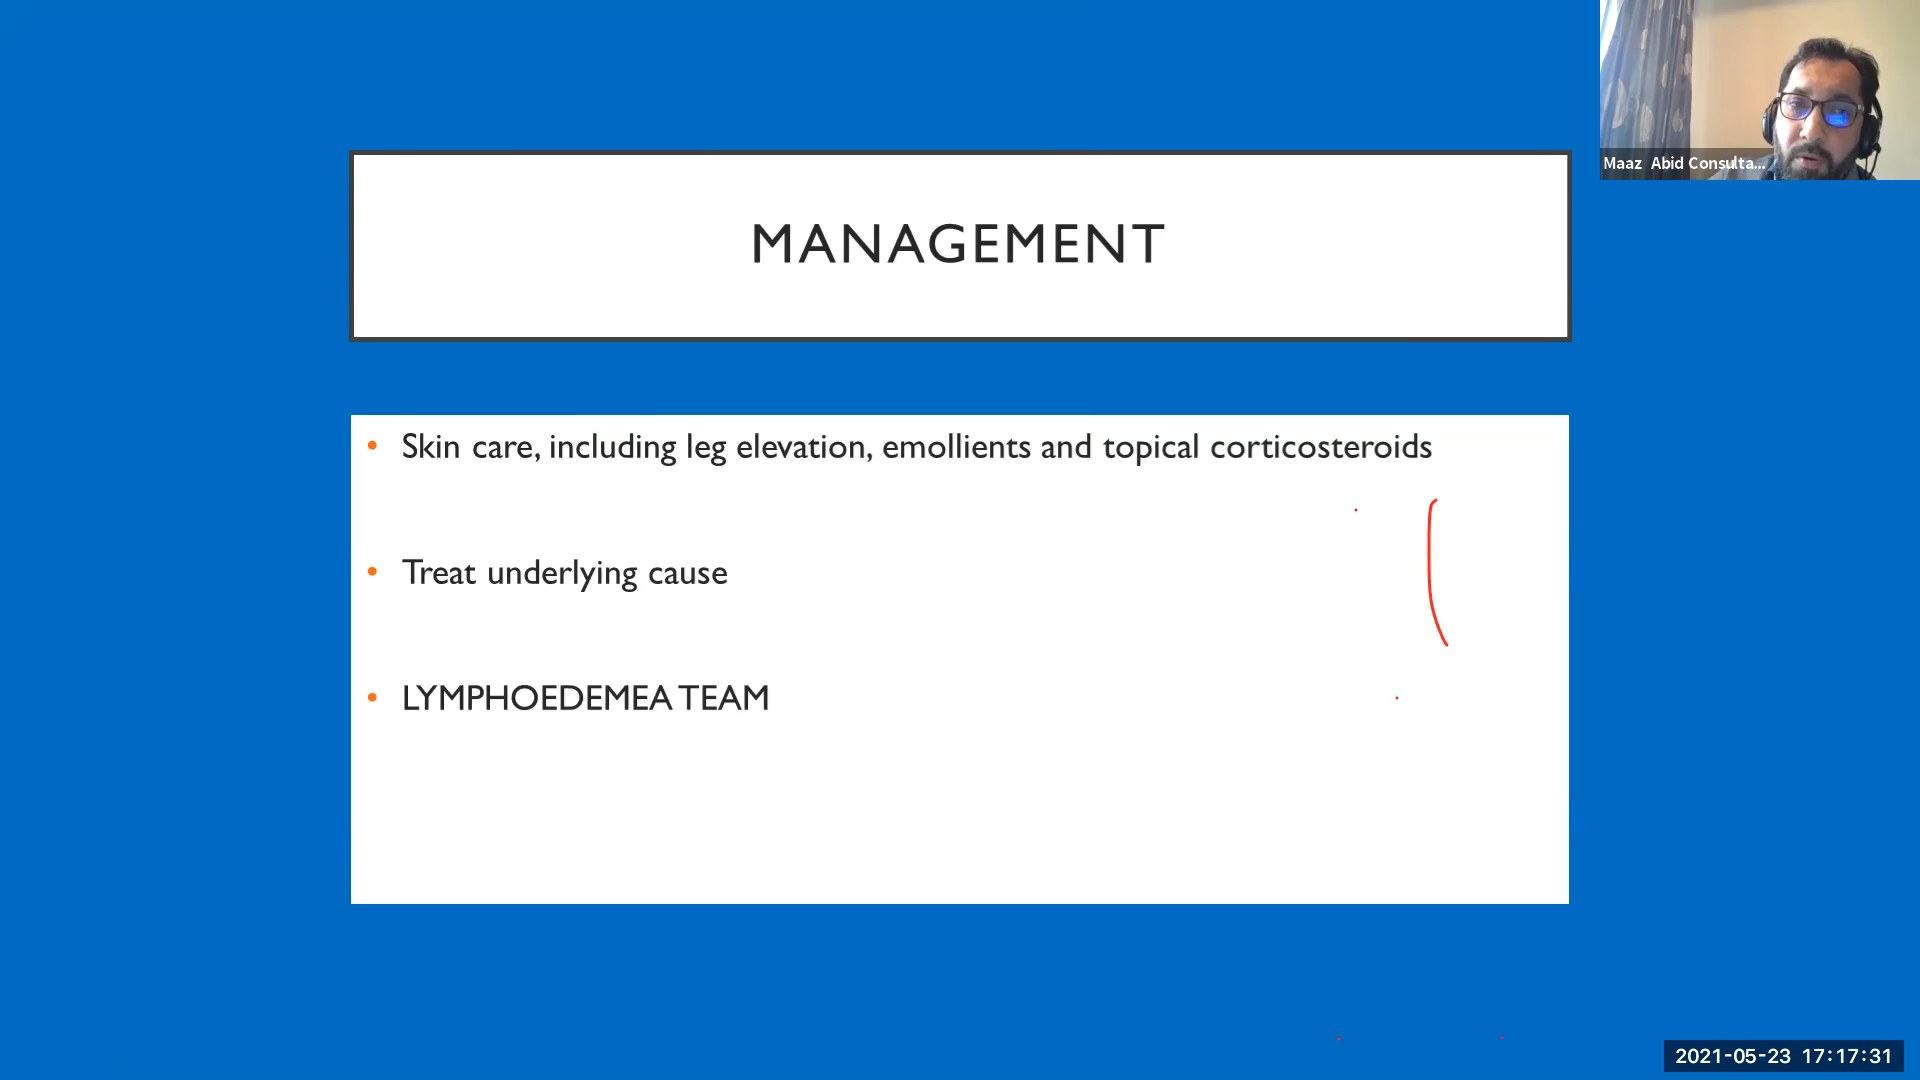 MANAGEMENT
Maaz Abid Consulta...
• Skin care, including leg elevation, emollients and topical corticosteroids
• Treat underlying cause
• LYMPHOEDEMEA TEAM
2021-05-23 17:17:31